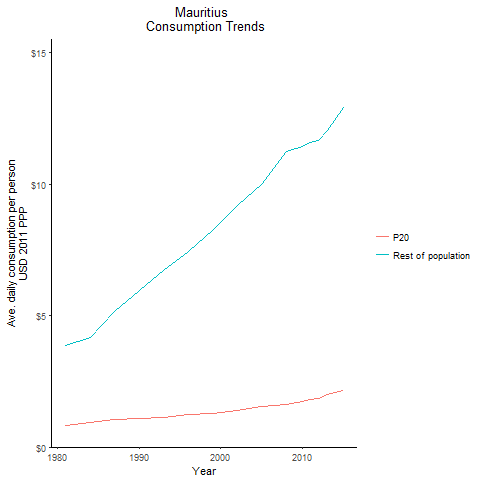 Mauritius
Consumption Trends
Ave. daily consumption per person
USD 2011 PPP
$15
$10
$5
$0
1980
1990
2000
2010
Year
P20
Rest of population